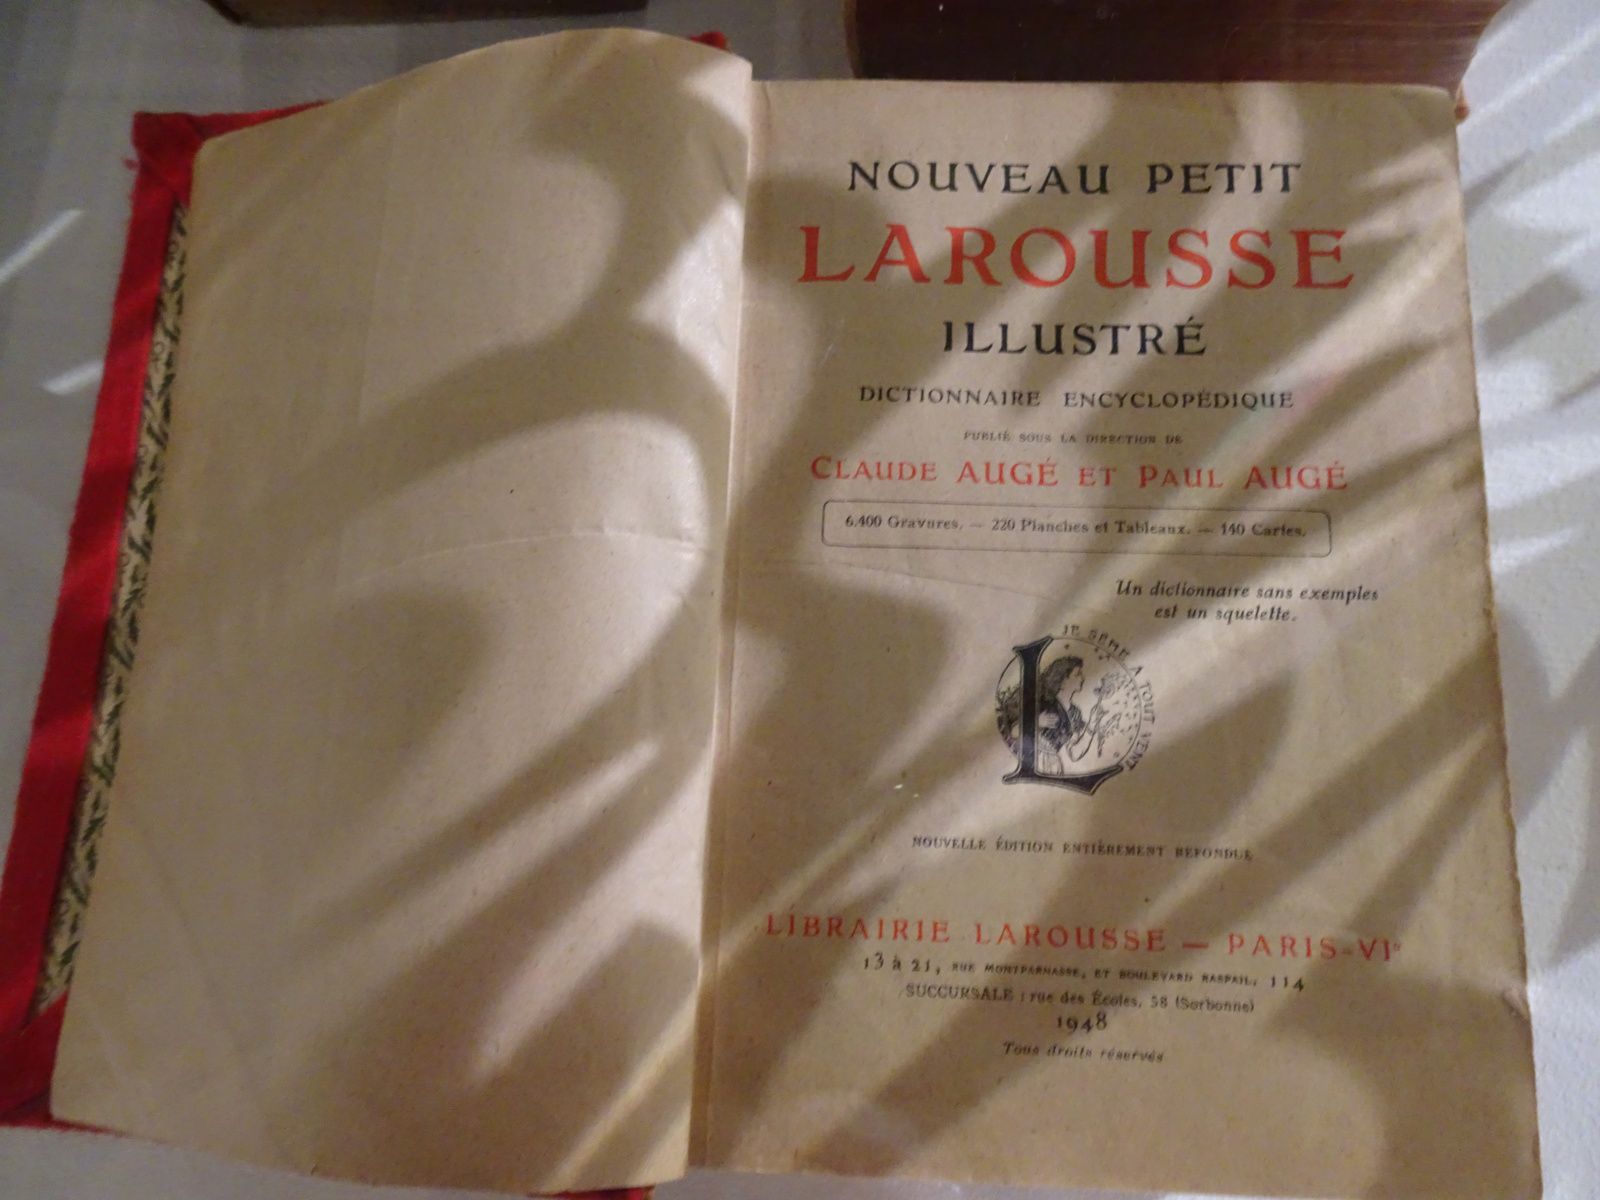 NOUVEAU PETIT
LAROUSSE
ILLUSTRÉ
DICTIONNAIRE ENCYCLOPÉDIQUE
PUBLIÉ SOUS LA DIRECTION DE
CLAUDE AUGÉ ET PAUL AUGÉ
6.400 Gravures. — 220 Planches et Tableaux. — 140 Cartes.
Un dictionnaire sans exemples
est un squelette.
JE SÈME A TOUT VENT
L
NOUVELLE ÉDITION ENTIÈREMENT REFONDUE
LIBRAIRIE LAROUSSE — PARIS-VIe
13 à 21, RUE MONTPARNASSE, ET BOULEVARD RASPAIL, 114
SUCCURSALE : rue des Écoles, 58 (Sorbonne)
1948
Tous droits réservés